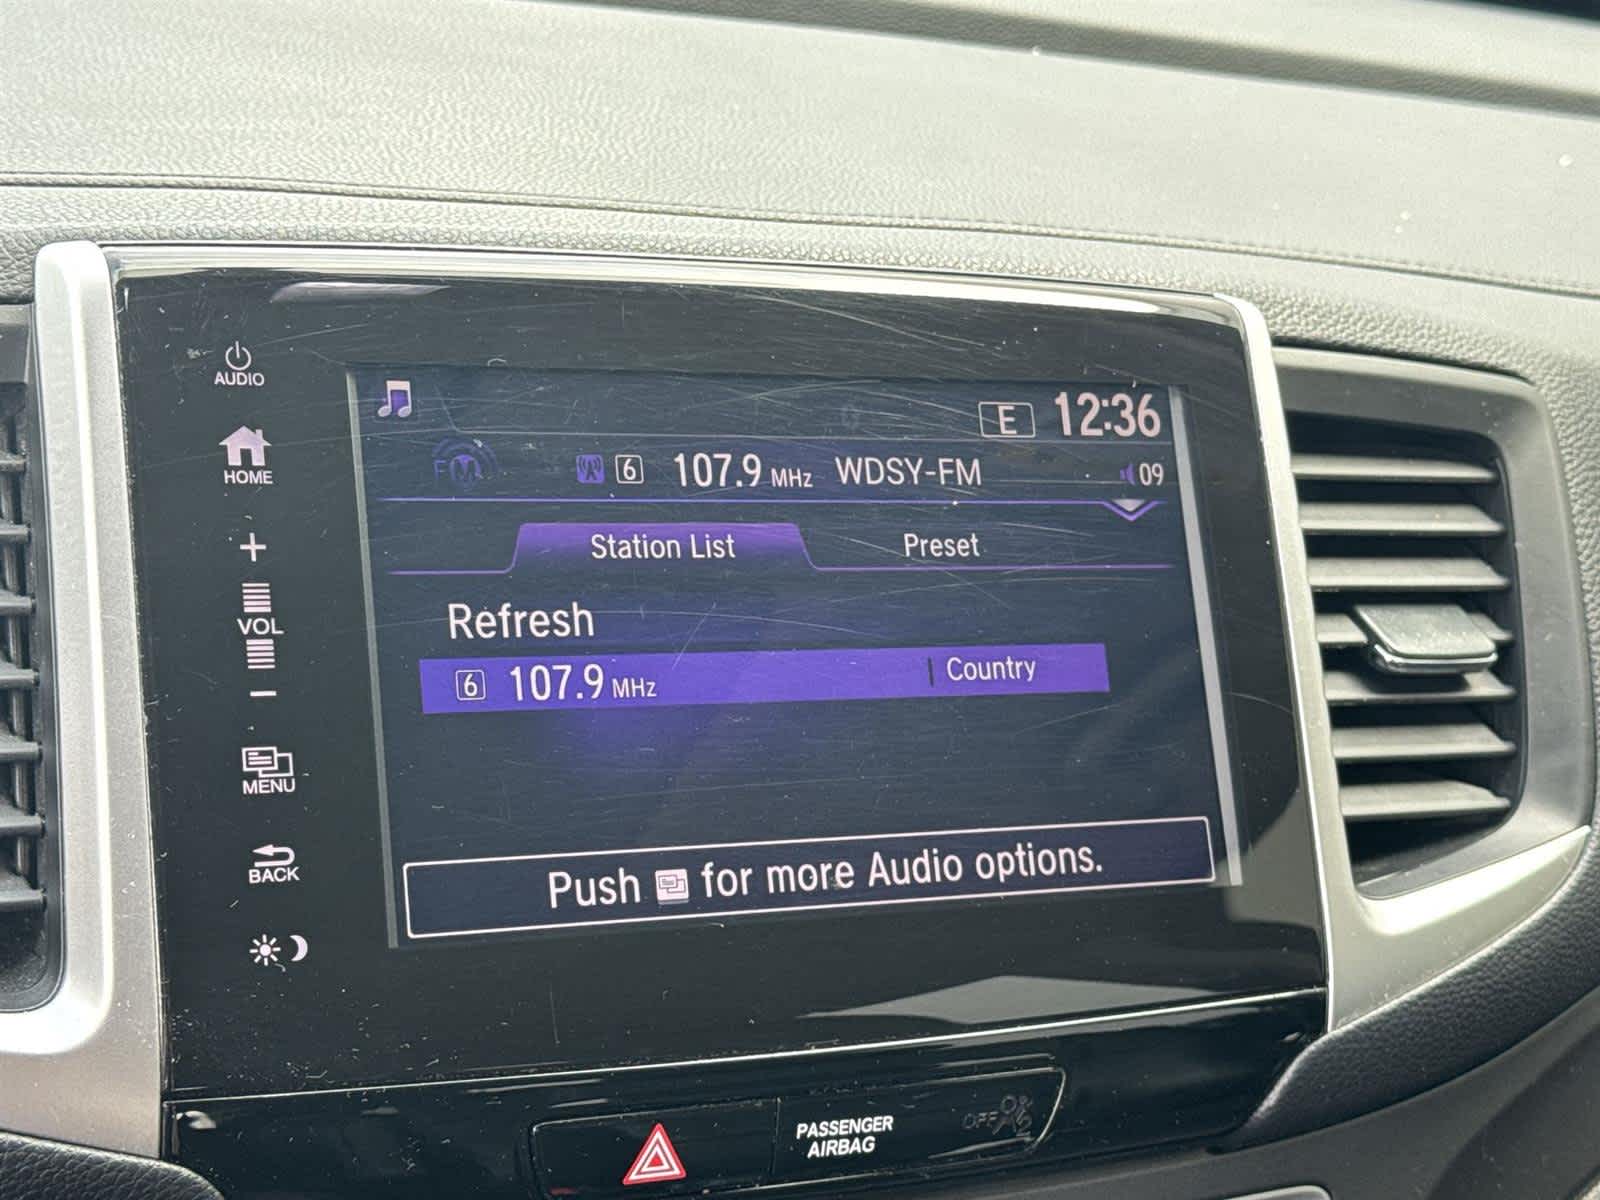 AUDIO
HOME
+
VOL
−
MENU
BACK
E 12:36
FM 6 107.9 MHz WDSY-FM 09
Station List Preset
Refresh
6 107.9 MHz | Country
Push for more Audio options.
PASSENGER
AIRBAG
OFF